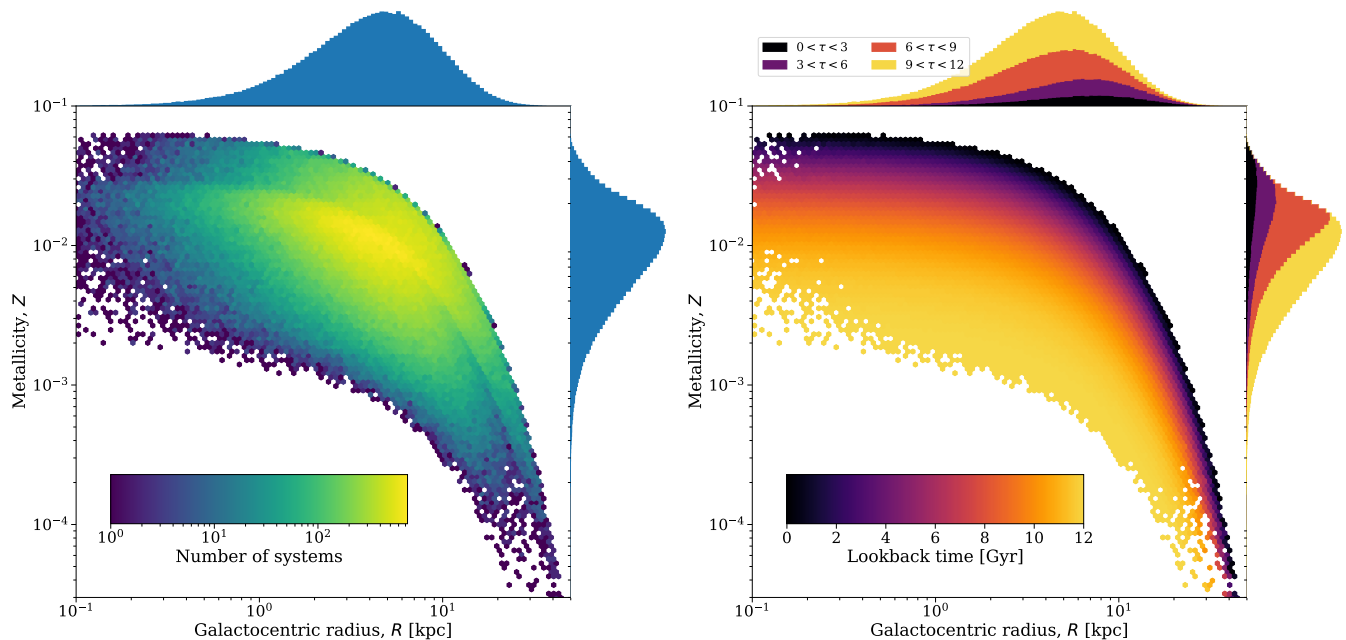 10⁻¹
10⁻²
10⁻³
10⁻⁴
Metallicity, Z
10⁰ 10¹ 10²
Number of systems
10⁻¹ 10⁰ 10¹
Galactocentric radius, R [kpc]
0 < τ < 3 6 < τ < 9
3 < τ < 6 9 < τ < 12
10⁻¹
10⁻²
10⁻³
10⁻⁴
Metallicity, Z
0 2 4 6 8 10 12
Lookback time [Gyr]
10⁻¹ 10⁰ 10¹
Galactocentric radius, R [kpc]